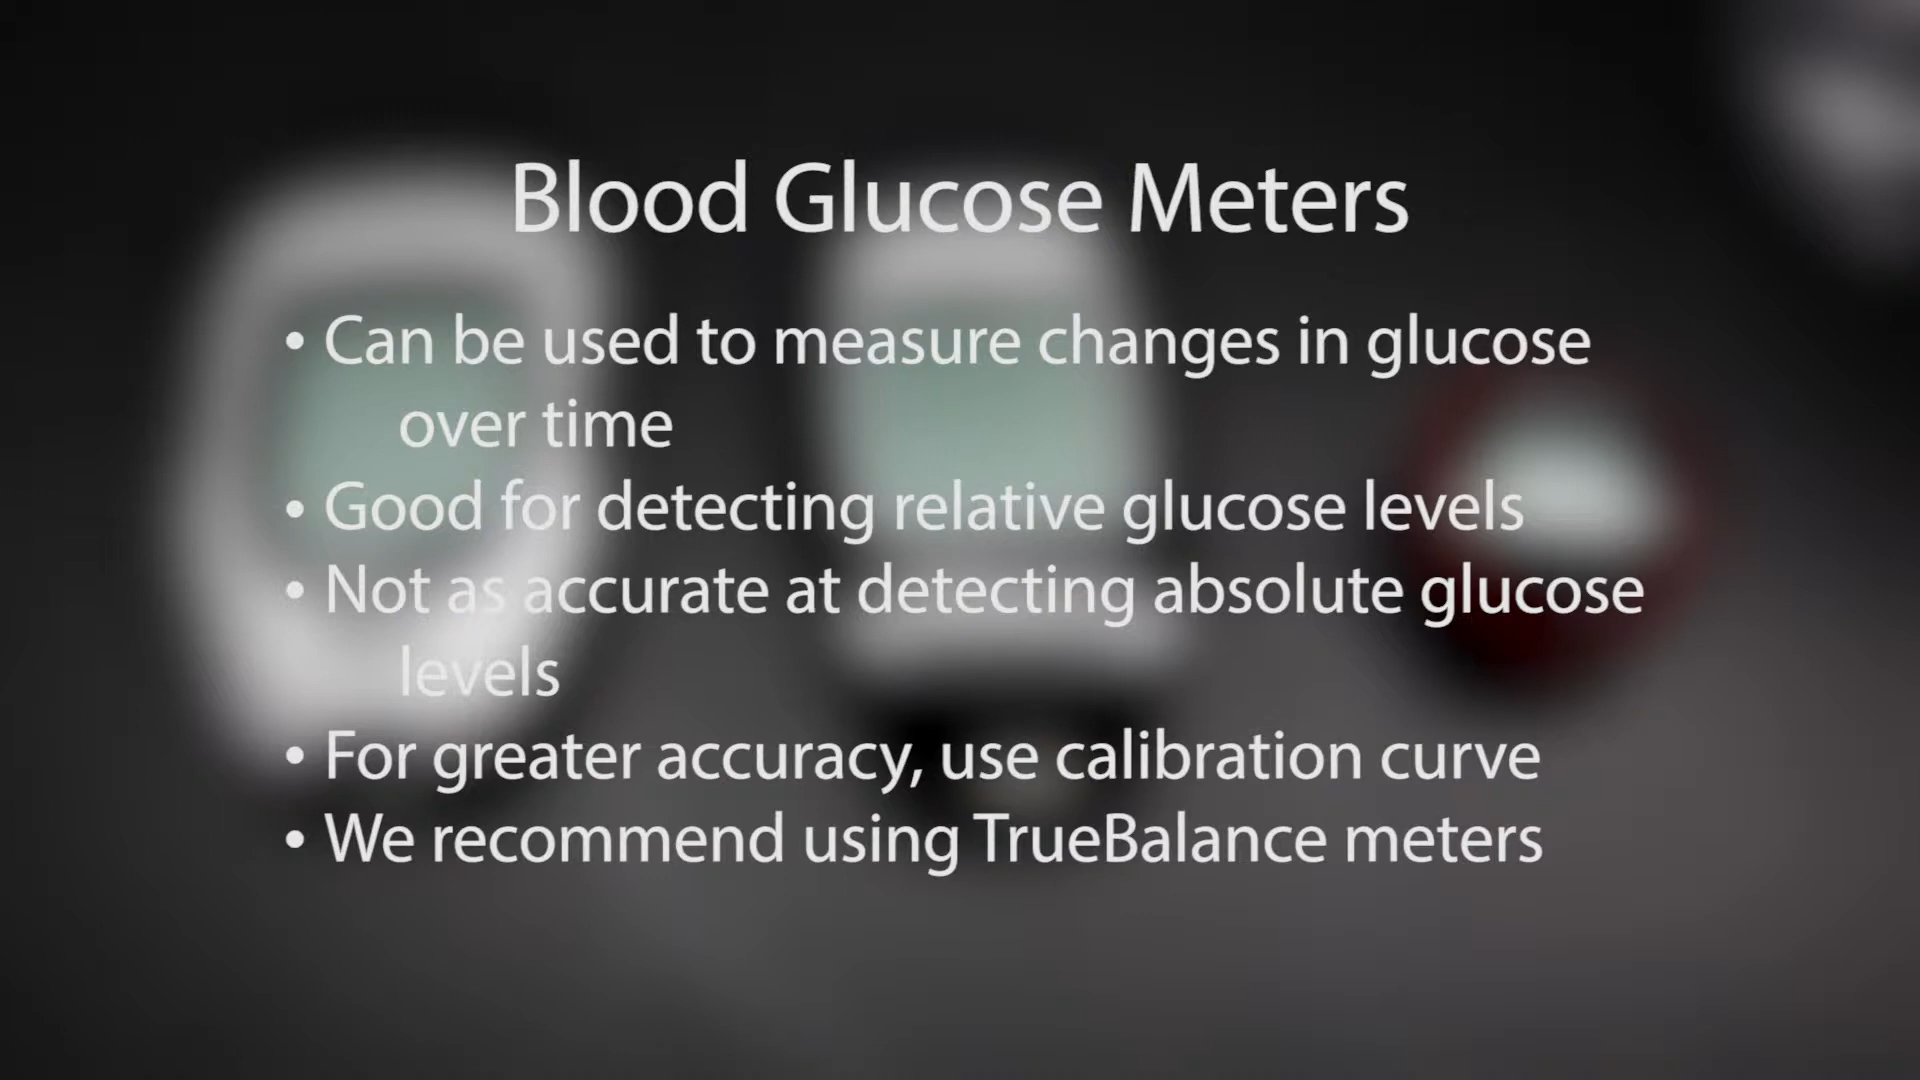 Blood Glucose Meters
• Can be used to measure changes in glucose
over time
• Good for detecting relative glucose levels
• Not as accurate at detecting absolute glucose
levels
• For greater accuracy, use calibration curve
• We recommend using TrueBalance meters